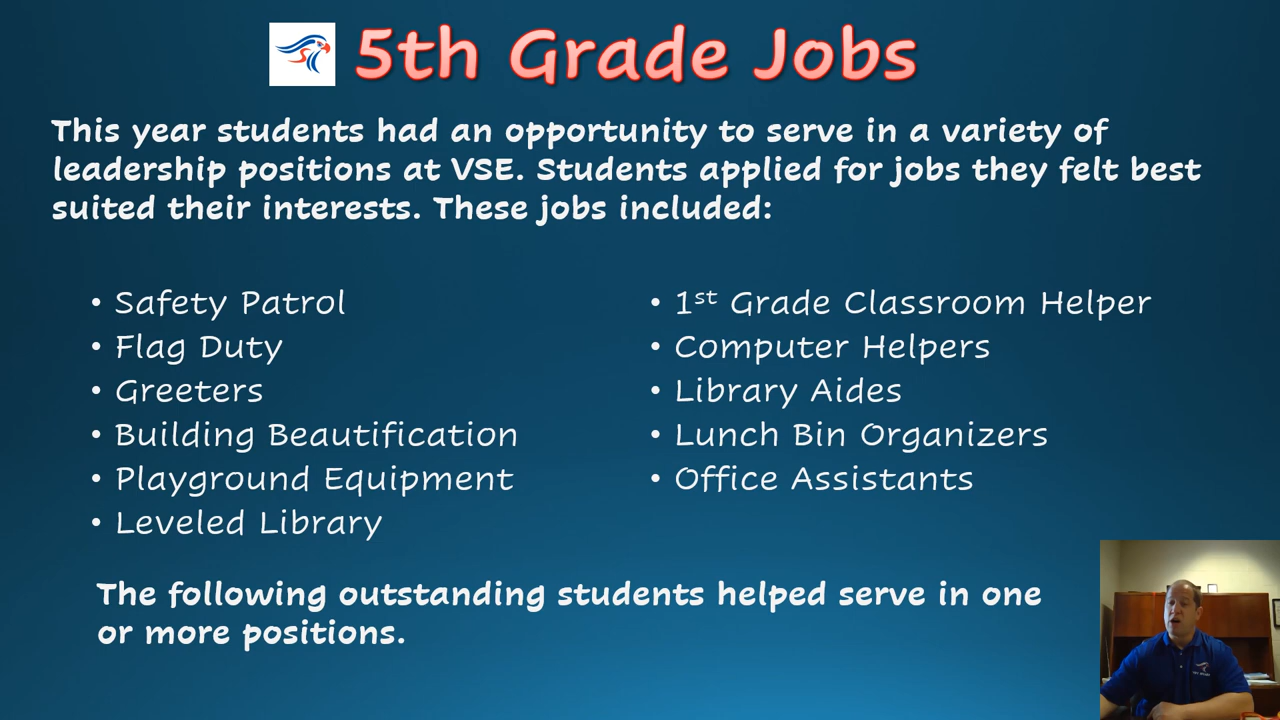 5th Grade Jobs
This year students had an opportunity to serve in a variety of
leadership positions at VSE. Students applied for jobs they felt best
suited their interests. These jobs included:
• Safety Patrol
• Flag Duty
• Greeters
• Building Beautification
• Playground Equipment
• Leveled Library
• 1st Grade Classroom Helper
• Computer Helpers
• Library Aides
• Lunch Bin Organizers
• Office Assistants
The following outstanding students helped serve in one
or more positions.